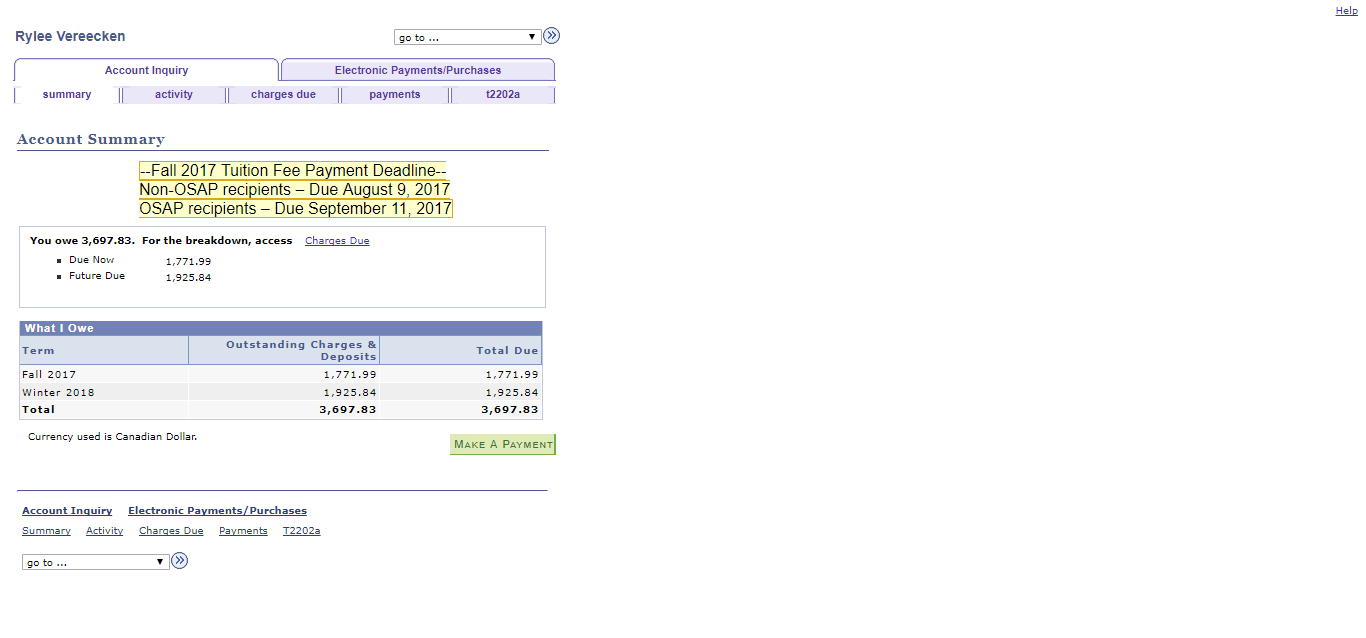 Help
Rylee Vereecken
go to ...
Account Inquiry
Electronic Payments/Purchases
summary
activity
charges due
payments
t2202a
Account Summary
--Fall 2017 Tuition Fee Payment Deadline--
Non-OSAP recipients – Due August 9, 2017
OSAP recipients – Due September 11, 2017
You owe 3,697.83. For the breakdown, access Charges Due
Due Now 1,771.99
Future Due 1,925.84
What I Owe
Term Outstanding Charges & Deposits Total Due
Fall 2017 1,771.99 1,771.99
Winter 2018 1,925.84 1,925.84
Total 3,697.83 3,697.83
Currency used is Canadian Dollar.
MAKE A PAYMENT
Account Inquiry Electronic Payments/Purchases
Summary Activity Charges Due Payments T2202a
go to ...